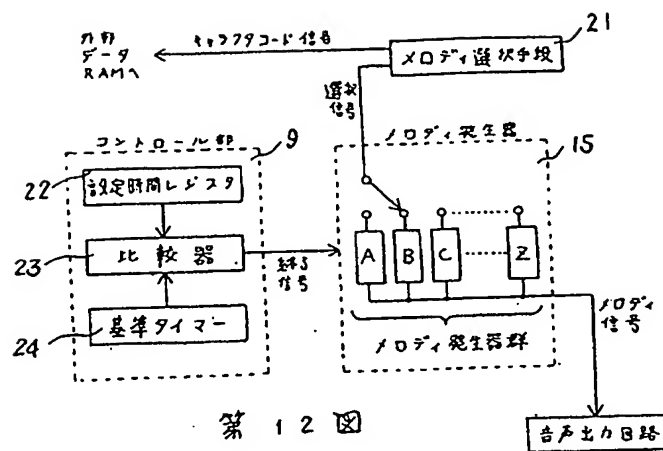 外部
データ
RAMへ
キャラクタコード信号
メロディ選択手段
21
選択
信号
コントロール部
9
メロディ発生器
15
22
設定時間レジスタ
23
比較器
信号
24
基準タイマー
A
B
C
Z
メロディ発生器群
メロディ
信号
第12図
音声出力回路